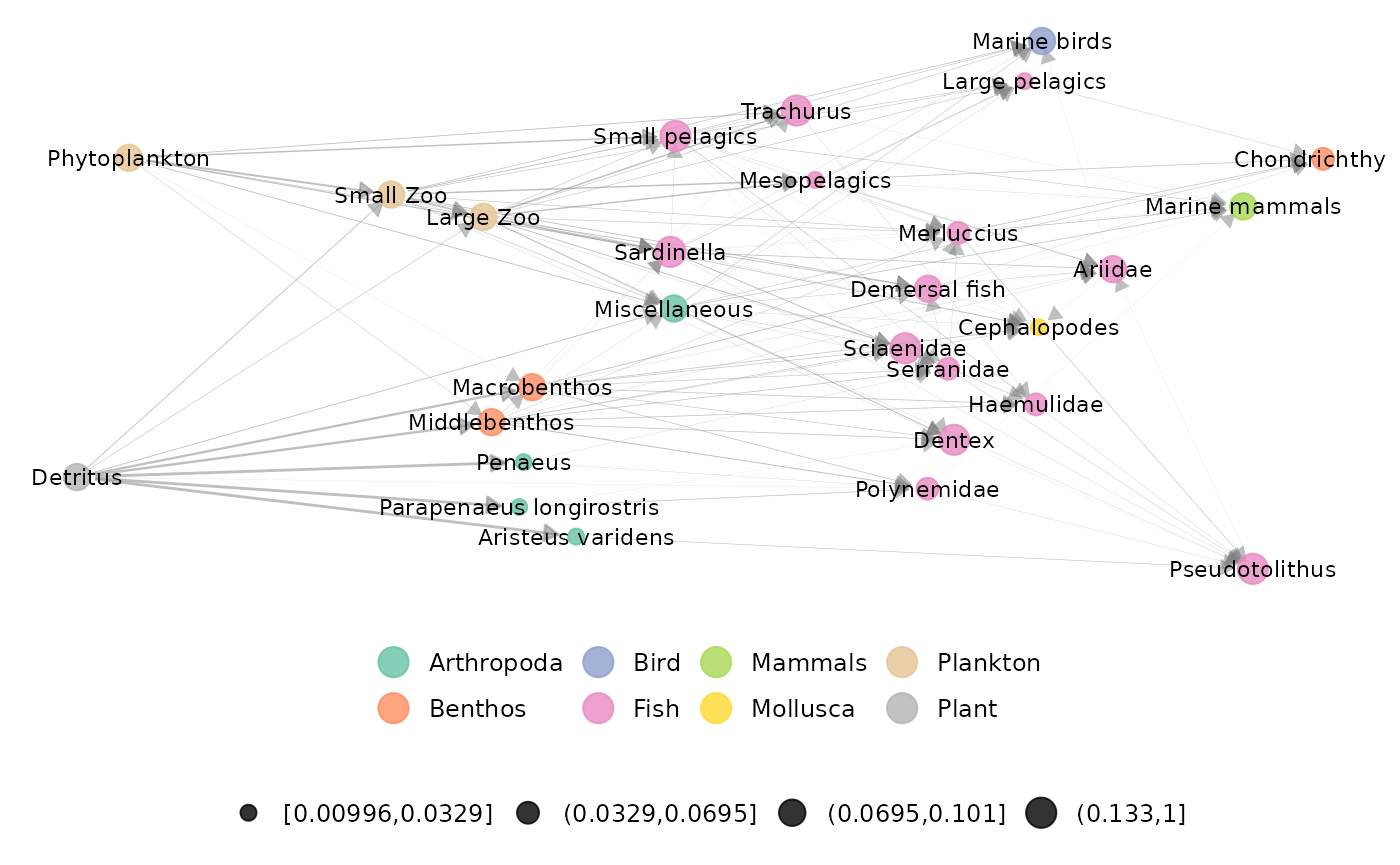 Marine birds
Large pelagics
Trachurus
Small pelagics
Phytoplankton
Chondrichthy
Mesopelagics
Small Zoo
Marine mammals
Large Zoo
Merluccius
Sardinella
Ariidae
Demersal fish
Miscellaneous
Cephalopodes
Sciaenidae
Serranidae
Macrobenthos
Haemulidae
Middlebenthos
Dentex
Penaeus
Detritus
Polynemidae
Parapenaeus longirostris
Aristeus varidens
Pseudotolithus
Arthropoda Bird Mammals Plankton
Benthos Fish Mollusca Plant
[0.00996,0.0329] (0.0329,0.0695] (0.0695,0.101] (0.133,1]